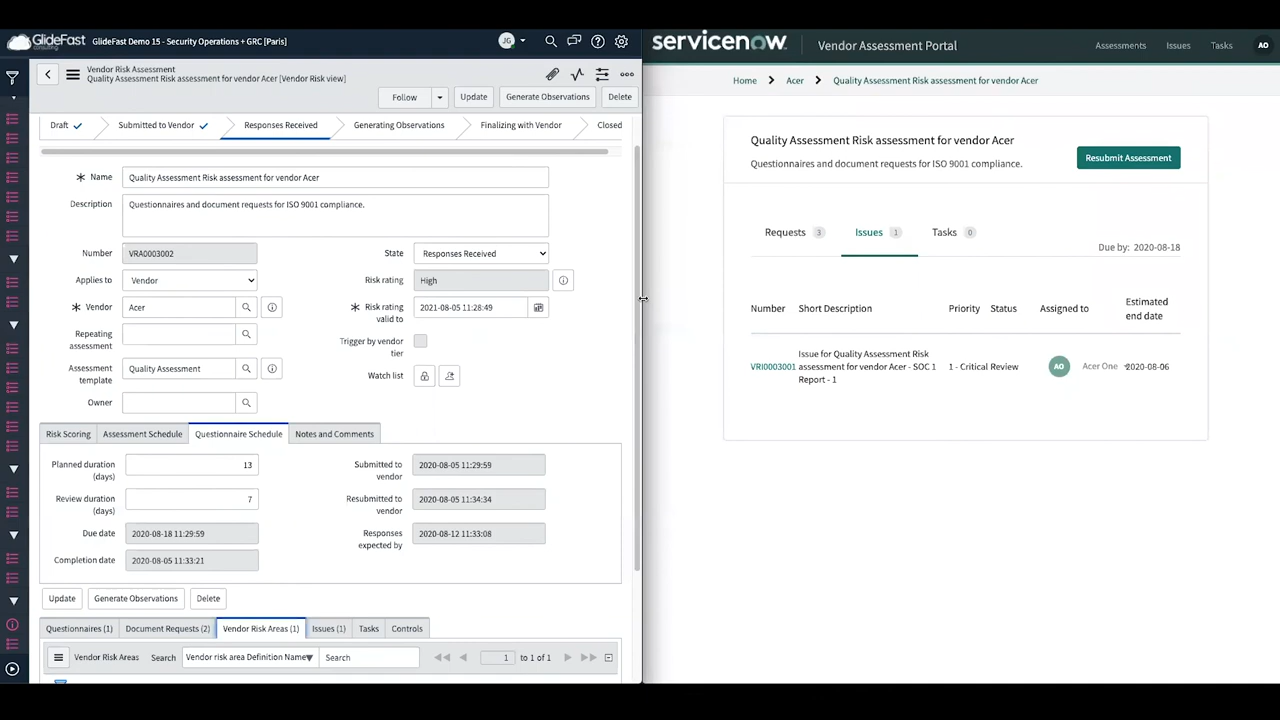 GlideFast
consulting
GlideFast Demo 15 - Security Operations + GRC [Paris]
JG
Vendor Risk Assessment
Quality Assessment Risk assessment for vendor Acer [Vendor Risk view]
Follow
Update
Generate Observations
Delete
Draft
Submitted to Vendor
Responses Received
Generating Observations
Finalizing with Vendor
Closed
Name
Quality Assessment Risk assessment for vendor Acer
Description
Questionnaires and document requests for ISO 9001 compliance.
Number
VRA0003002
State
Responses Received
Applies to
Vendor
Risk rating
High
Vendor
Acer
Risk rating
valid to
2021-08-05 11:28:49
Repeating
assessment
Trigger by vendor
tier
Assessment
template
Quality Assessment
Watch list
Owner
Risk Scoring
Assessment Schedule
Questionnaire Schedule
Notes and Comments
Planned duration
(days)
13
Submitted to
vendor
2020-08-05 11:29:59
Review duration
(days)
7
Resubmitted to
vendor
2020-08-05 11:34:34
Due date
2020-08-18 11:29:59
Responses
expected by
2020-08-12 11:33:08
Completion date
2020-08-05 11:33:21
Update
Generate Observations
Delete
Questionnaires (1)
Document Requests (2)
Vendor Risk Areas (1)
Issues (1)
Tasks
Controls
Vendor Risk Areas
Search
Vendor risk area Definition Name
Search
1
to 1 of 1
servicenow
Vendor Assessment Portal
Assessments
Issues
Tasks
AO
Home
Acer
Quality Assessment Risk assessment for vendor Acer
Quality Assessment Risk assessment for vendor Acer
Questionnaires and document requests for ISO 9001 compliance.
Resubmit Assessment
Requests 3
Issues 1
Tasks 0
Due by: 2020-08-18
Number
Short Description
Priority
Status
Assigned to
Estimated
end date
VRI0003001
Issue for Quality Assessment Risk
assessment for vendor Acer - SOC 1
Report - 1
1 - Critical
Review
AO
Acer One
2020-08-06